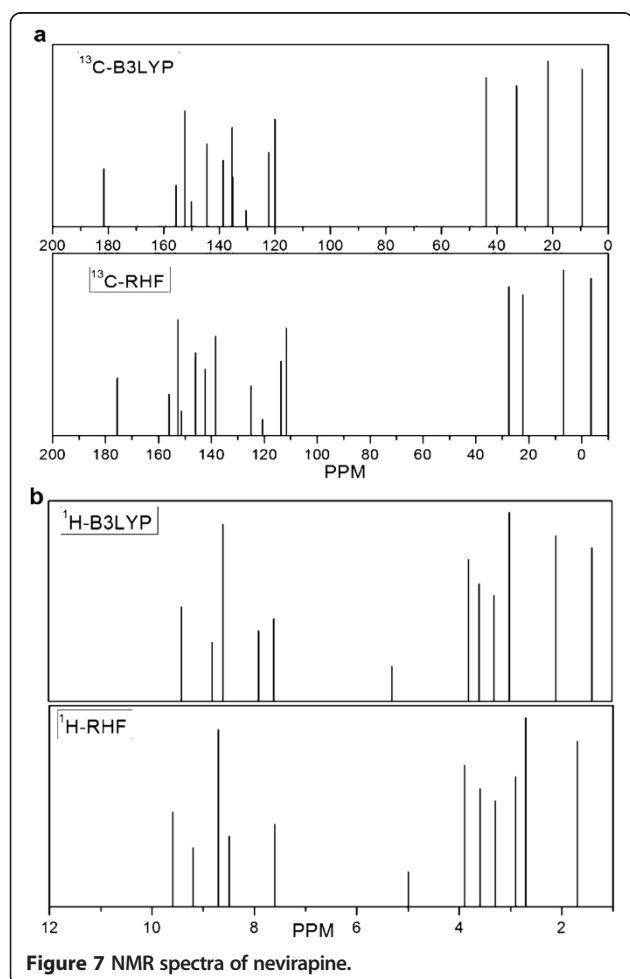 a
¹³C-B3LYP
200 180 160 140 120 100 80 60 40 20 0
¹³C-RHF
200 180 160 140 120 100 80 60 40 20 0
PPM
b
¹H-B3LYP
¹H-RHF
12 10 8 6 4 2
PPM
Figure 7 NMR spectra of nevirapine.